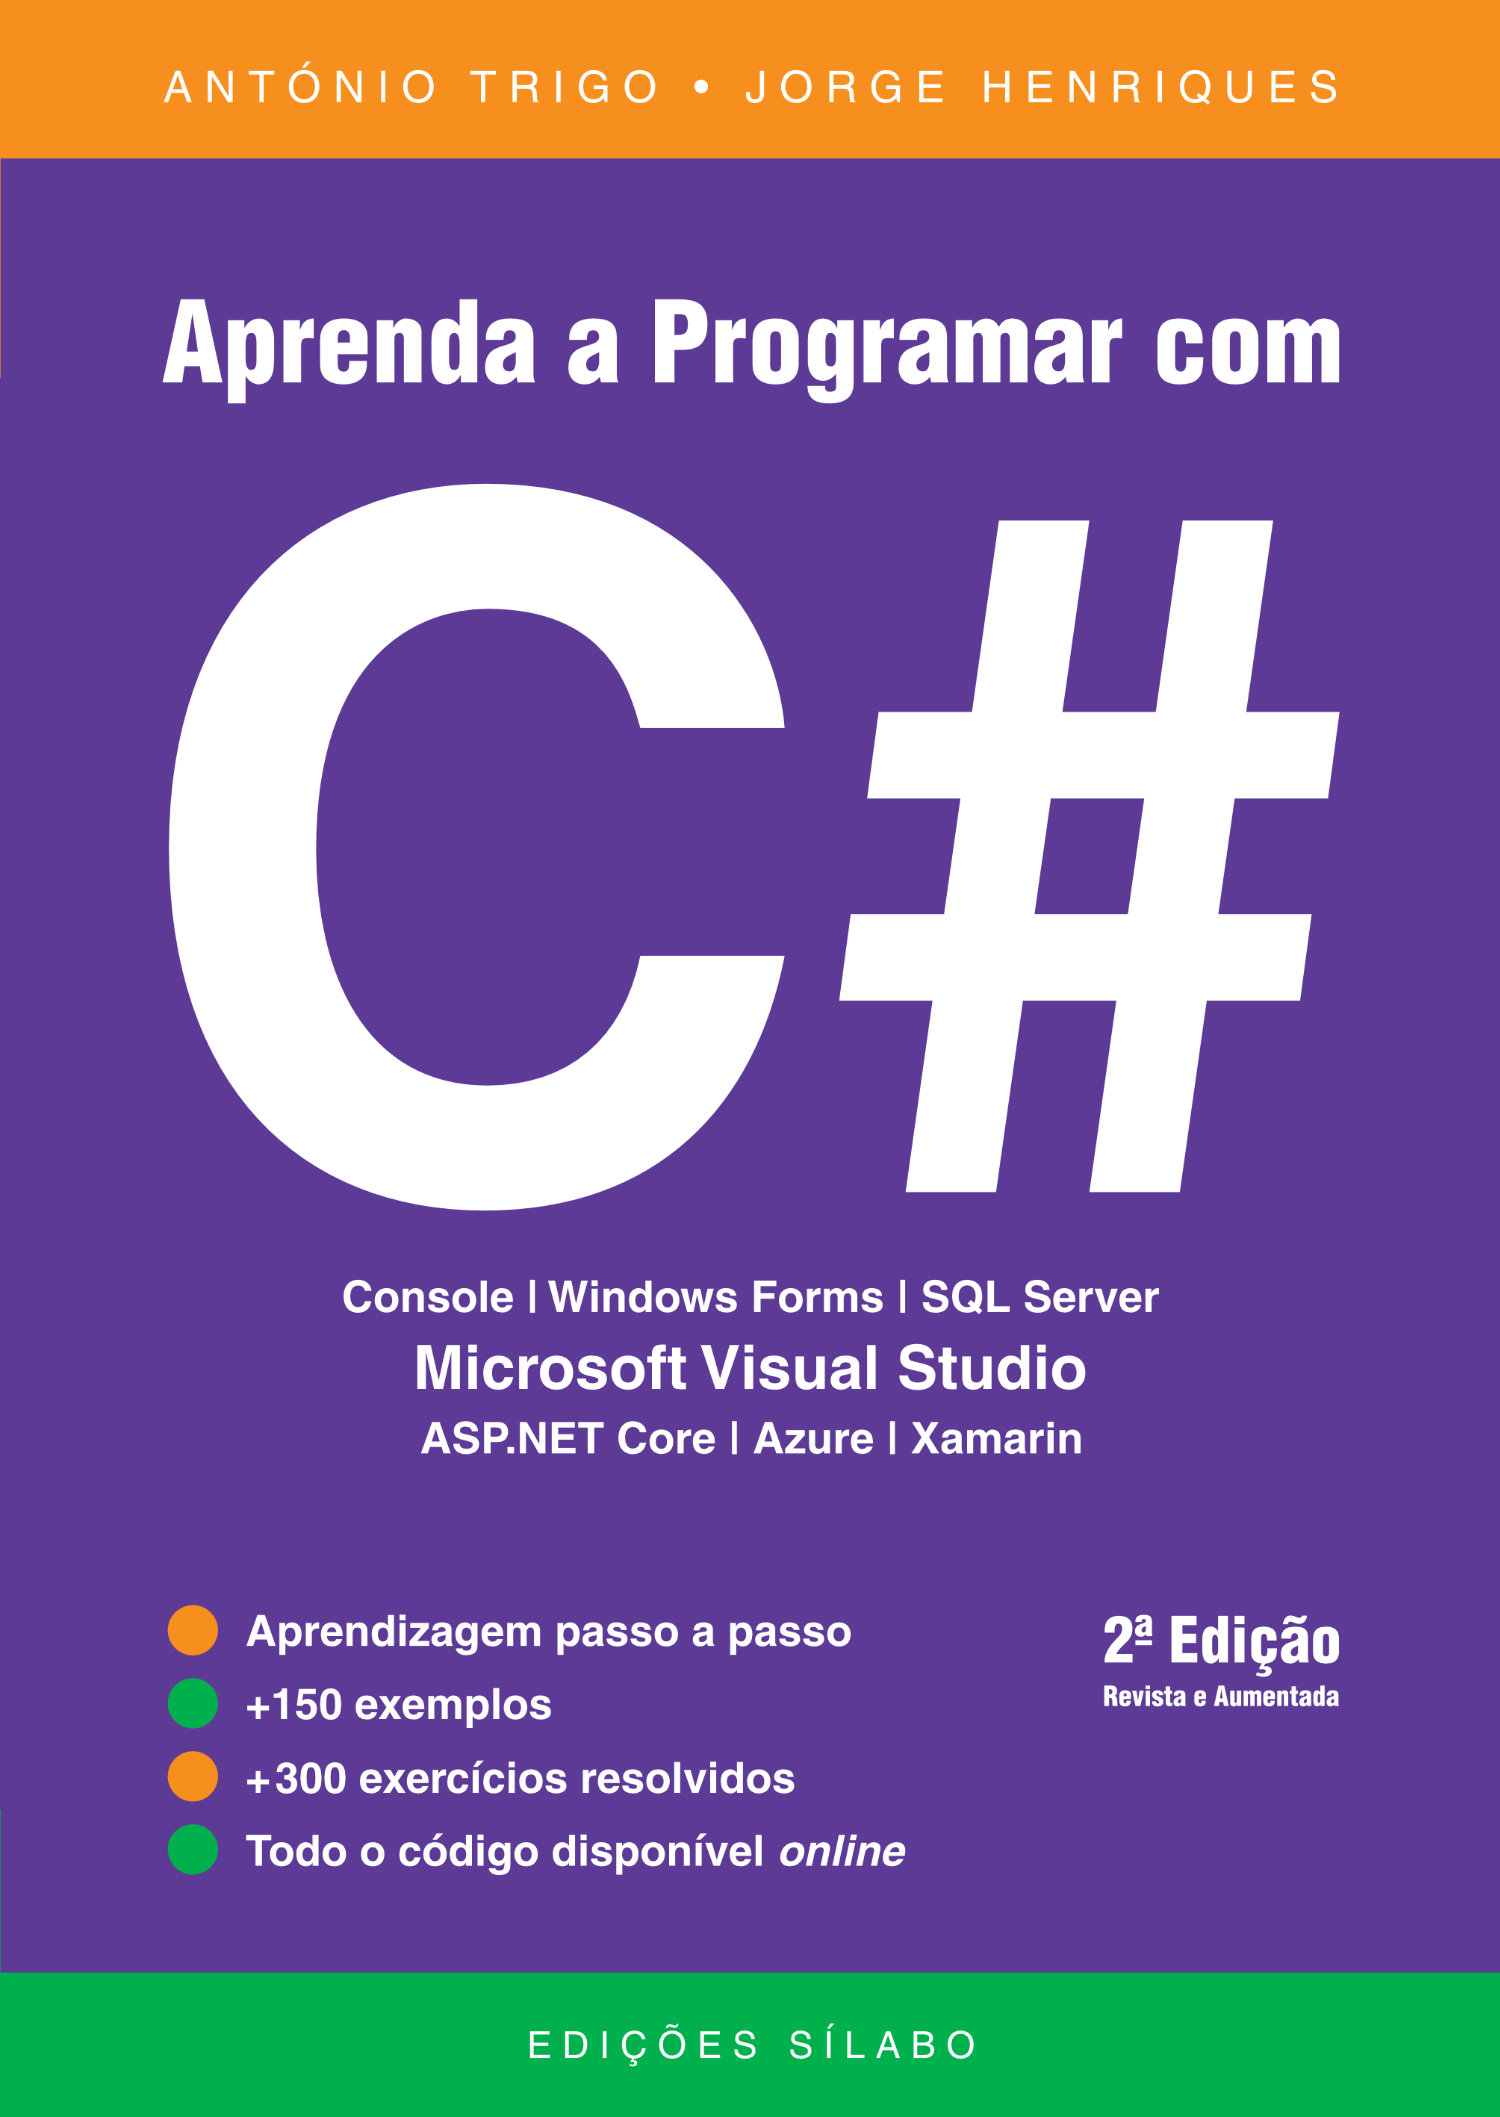 ANTÓNIO TRIGO • JORGE HENRIQUES
Aprenda a Programar com
C#
Console | Windows Forms | SQL Server
Microsoft Visual Studio
ASP.NET Core | Azure | Xamarin
Aprendizagem passo a passo
+150 exemplos
+300 exercícios resolvidos
Todo o código disponível online
2ª Edição
Revista e Aumentada
EDIÇÕES SÍLABO